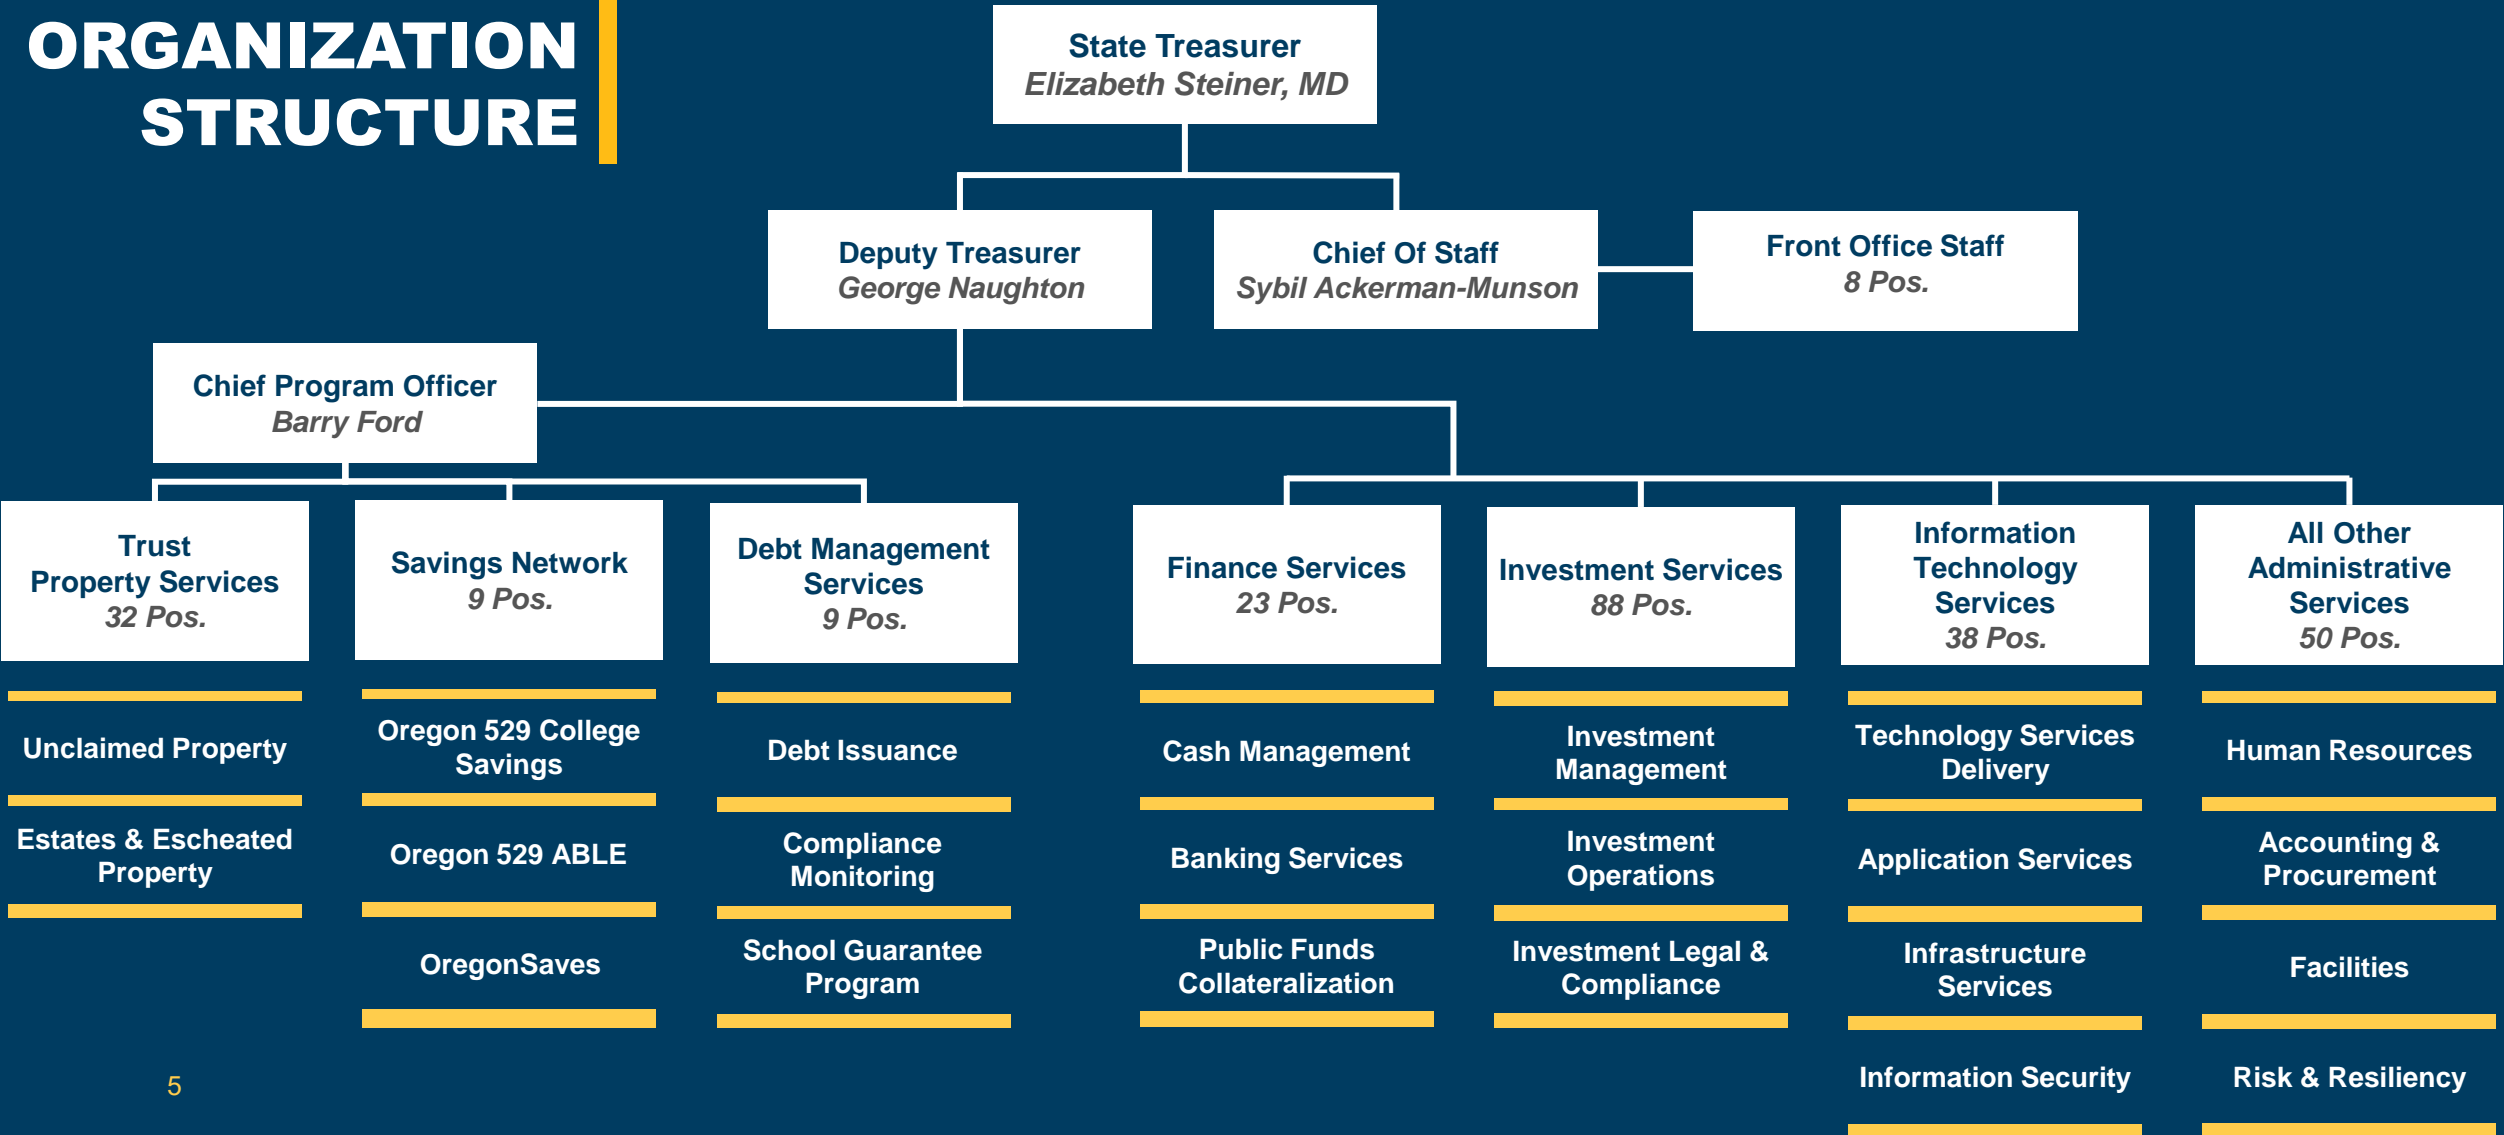 ORGANIZATION
STRUCTURE
State Treasurer
Elizabeth Steiner, MD
Deputy Treasurer
George Naughton
Chief Of Staff
Sybil Ackerman-Munson
Front Office Staff
8 Pos.
Chief Program Officer
Barry Ford
Trust
Property Services
32 Pos.
Unclaimed Property
Estates & Escheated
Property
Savings Network
9 Pos.
Oregon 529 College
Savings
Oregon 529 ABLE
OregonSaves
Debt Management
Services
9 Pos.
Debt Issuance
Compliance
Monitoring
School Guarantee
Program
Finance Services
23 Pos.
Cash Management
Banking Services
Public Funds
Collateralization
Investment Services
88 Pos.
Investment
Management
Investment
Operations
Investment Legal &
Compliance
Information
Technology
Services
38 Pos.
Technology Services
Delivery
Application Services
Infrastructure
Services
Information Security
All Other
Administrative
Services
50 Pos.
Human Resources
Accounting &
Procurement
Facilities
Risk & Resiliency
5